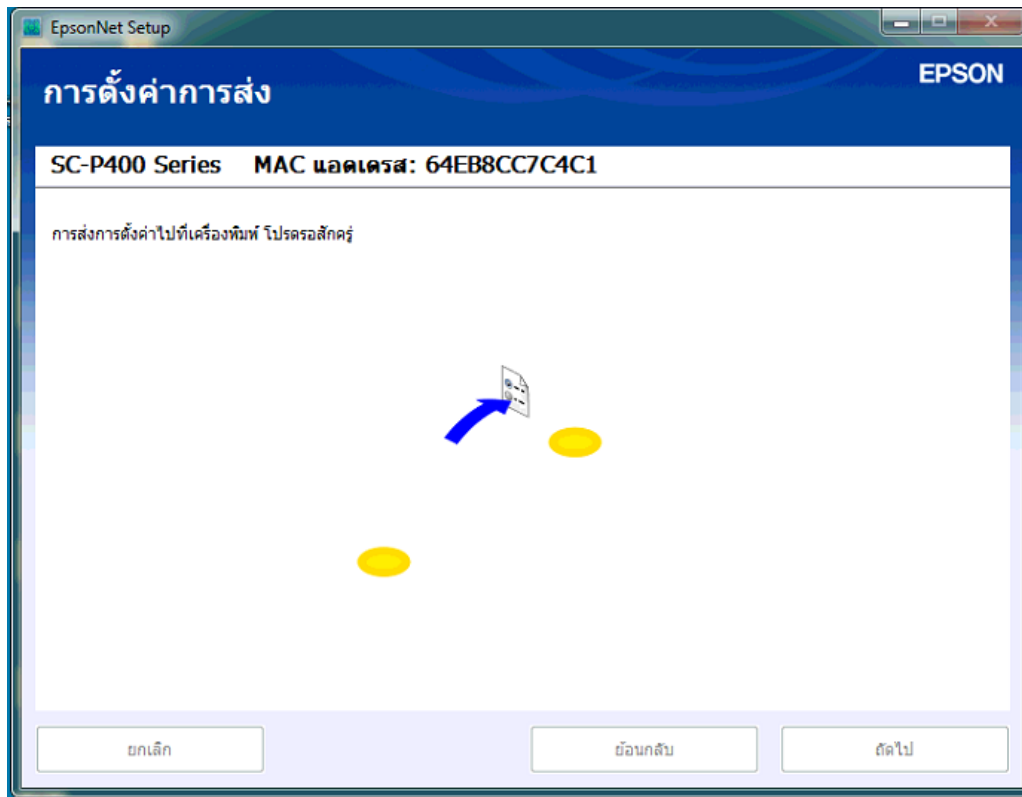 EpsonNet Setup
EPSON
การตั้งค่าการส่ง
SC-P400 Series MAC แอดเดรส: 64EB8CC7C4C1
การส่งการตั้งค่าไปที่เครื่องพิมพ์ โปรดรอสักครู่
ยกเลิก ย้อนกลับ ถัดไป